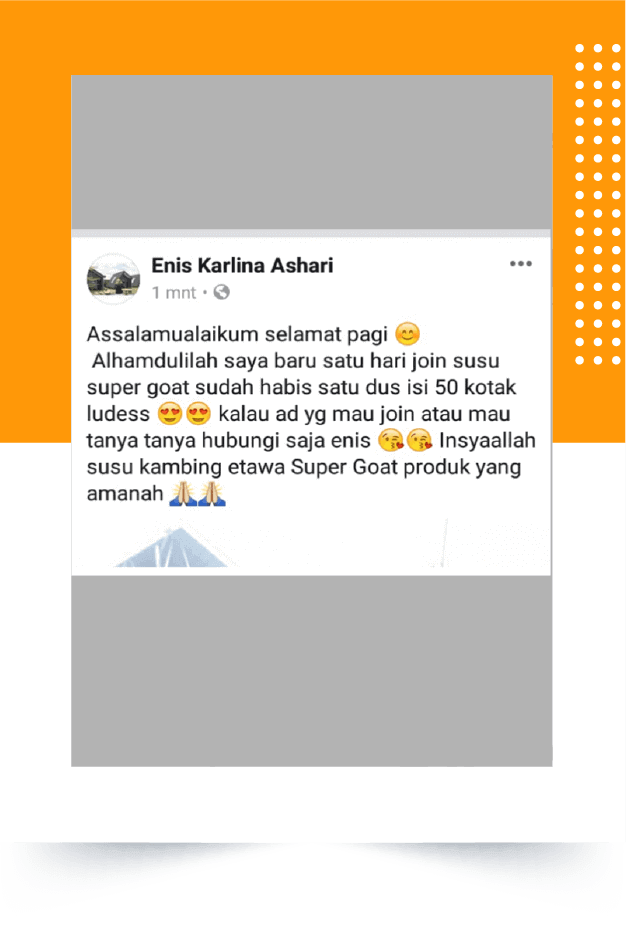 Enis Karlina Ashari
1 mnt
Assalamualaikum selamat pagi 😊
Alhamdulilah saya baru satu hari join susu
super goat sudah habis satu dus isi 50 kotak
ludess 😍😍 kalau ad yg mau join atau mau
tanya tanya hubungi saja enis 😘😘 Insyaallah
susu kambing etawa Super Goat produk yang
amanah 🙏🙏